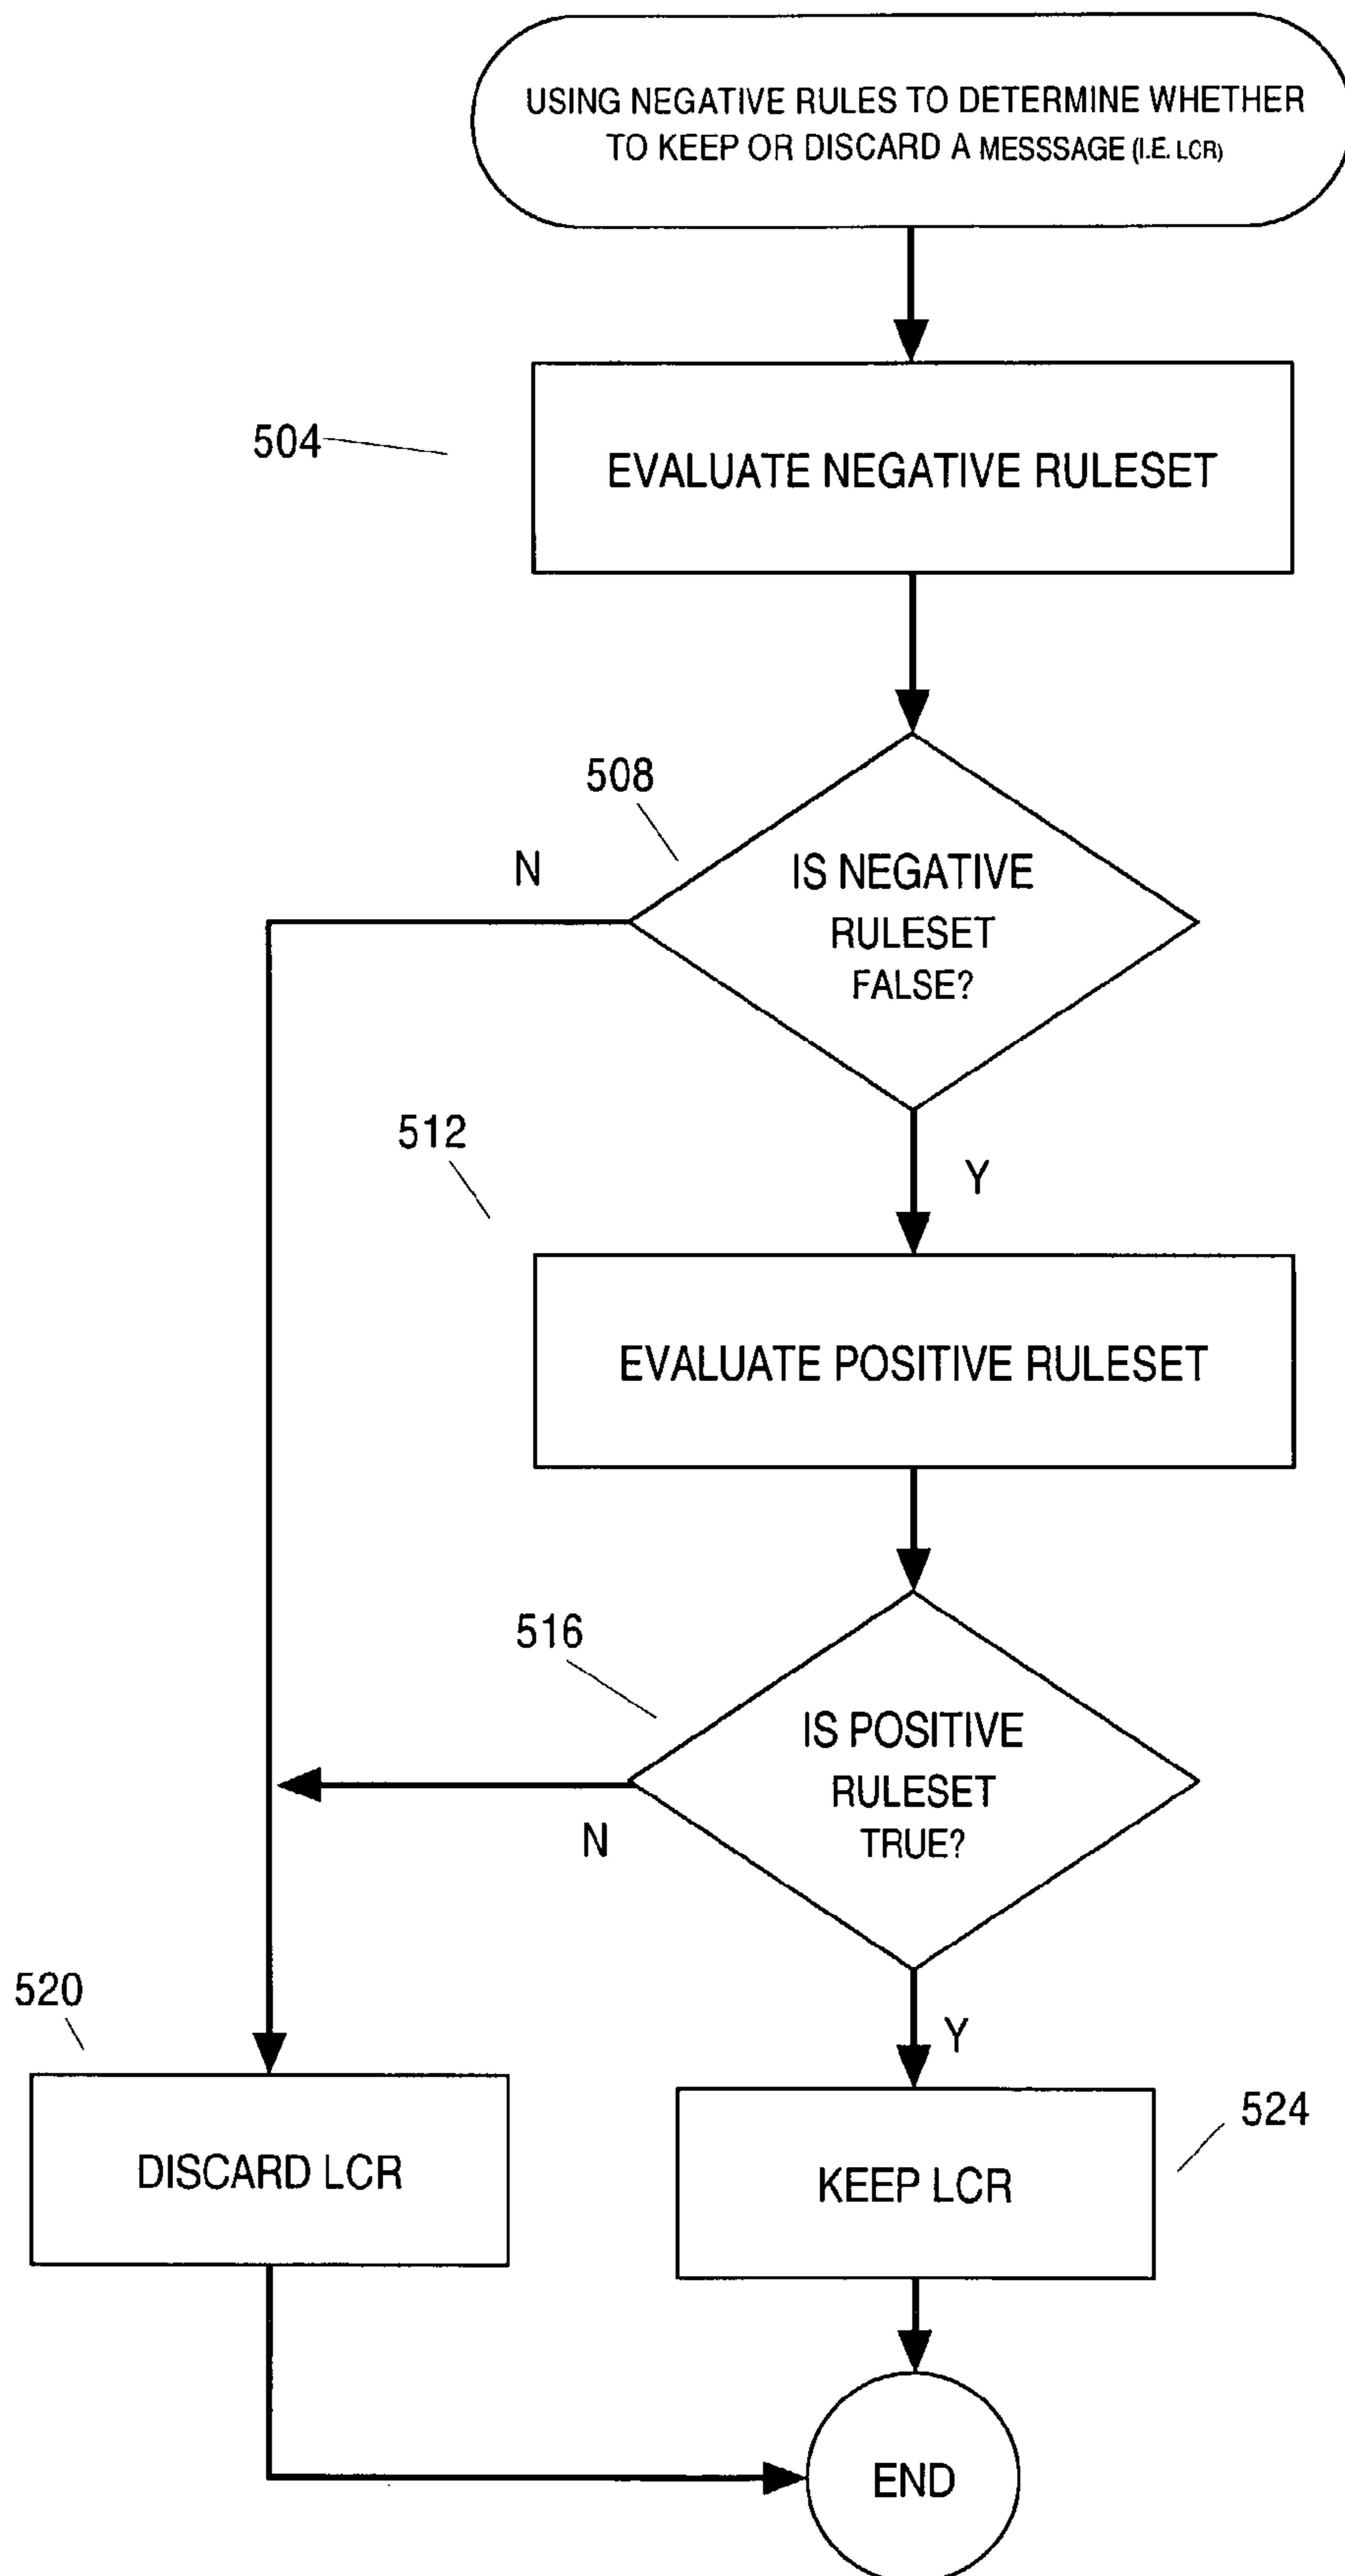 USING NEGATIVE RULES TO DETERMINE WHETHER
TO KEEP OR DISCARD A MESSSAGE (I.E. LCR)
504
EVALUATE NEGATIVE RULESET
508
N
IS NEGATIVE
RULESET
FALSE?
512
Y
EVALUATE POSITIVE RULESET
516
IS POSITIVE
RULESET
TRUE?
N
520
Y
524
DISCARD LCR
KEEP LCR
END